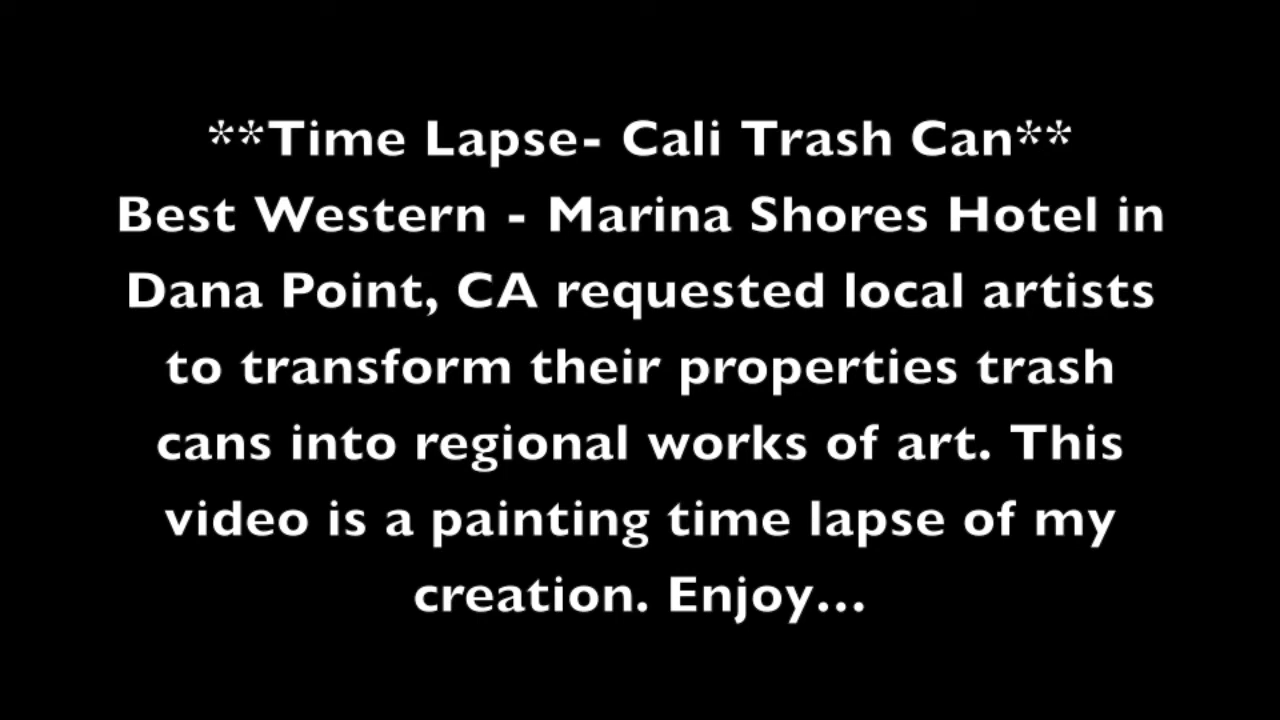 **Time Lapse- Cali Trash Can**
Best Western - Marina Shores Hotel in
Dana Point, CA requested local artists
to transform their properties trash
cans into regional works of art. This
video is a painting time lapse of my
creation. Enjoy...